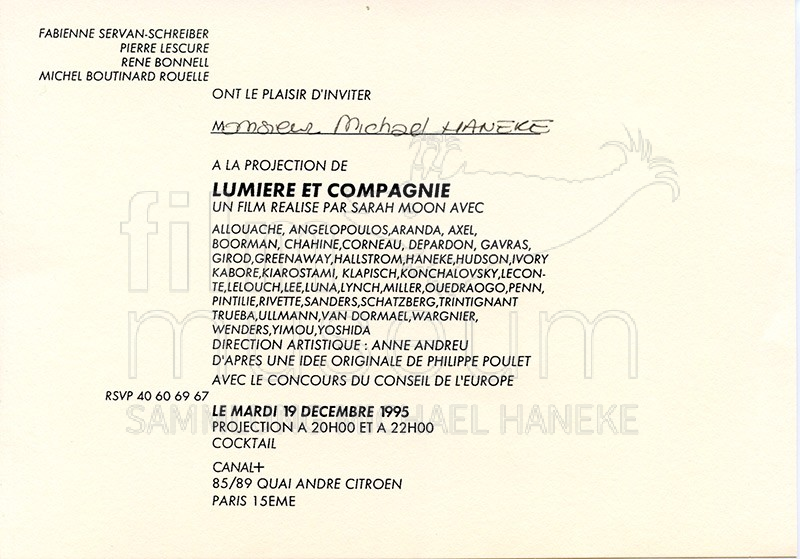 FABIENNE SERVAN-SCHREIBER
PIERRE LESCURE
RENE BONNELL
MICHEL BOUTINARD ROUELLE
ONT LE PLAISIR D'INVITER
Monsieur Michael HANEKE
A LA PROJECTION DE
LUMIERE ET COMPAGNIE
UN FILM REALISE PAR SARAH MOON AVEC
ALLOUACHE, ANGELOPOULOS,ARANDA, AXEL,
BOORMAN, CHAHINE,CORNEAU, DEPARDON, GAVRAS,
GIROD,GREENAWAY,HALLSTROM,HANEKE,HUDSON,IVORY
KABORE,KIAROSTAMI, KLAPISCH,KONCHALOVSKY,LECON-
TE,LELOUCH,LEE,LUNA,LYNCH,MILLER,OUEDRAOGO,PENN,
PINTILIE,RIVETTE,SANDERS,SCHATZBERG,TRINTIGNANT
TRUEBA,ULLMANN,VAN DORMAEL,WARGNIER,
WENDERS,YIMOU,YOSHIDA
DIRECTION ARTISTIQUE : ANNE ANDREU
D'APRES UNE IDEE ORIGINALE DE PHILIPPE POULET
AVEC LE CONCOURS DU CONSEIL DE L'EUROPE
RSVP 40 60 69 67
LE MARDI 19 DECEMBRE 1995
PROJECTION A 20H00 ET A 22H00
COCKTAIL
CANAL+
85/89 QUAI ANDRE CITROEN
PARIS 15EME
film
museum
SAMMLUNG MICHAEL HANEKE